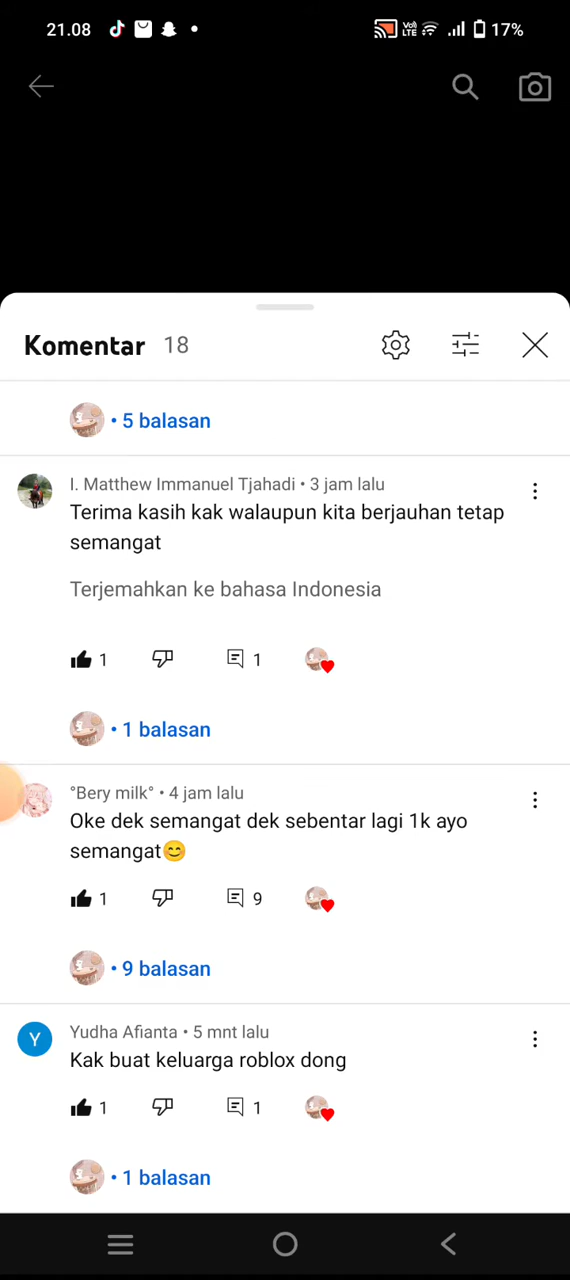 21.08 Vo) LTE 17%
Komentar 18
• 5 balasan
I. Matthew Immanuel Tjahadi • 3 jam lalu
Terima kasih kak walaupun kita berjauhan tetap
semangat
Terjemahkan ke bahasa Indonesia
1 1
• 1 balasan
°Bery milk° • 4 jam lalu
Oke dek semangat dek sebentar lagi 1k ayo
semangat😊
1 9
• 9 balasan
Y
Yudha Afianta • 5 mnt lalu
Kak buat keluarga roblox dong
1 1
• 1 balasan